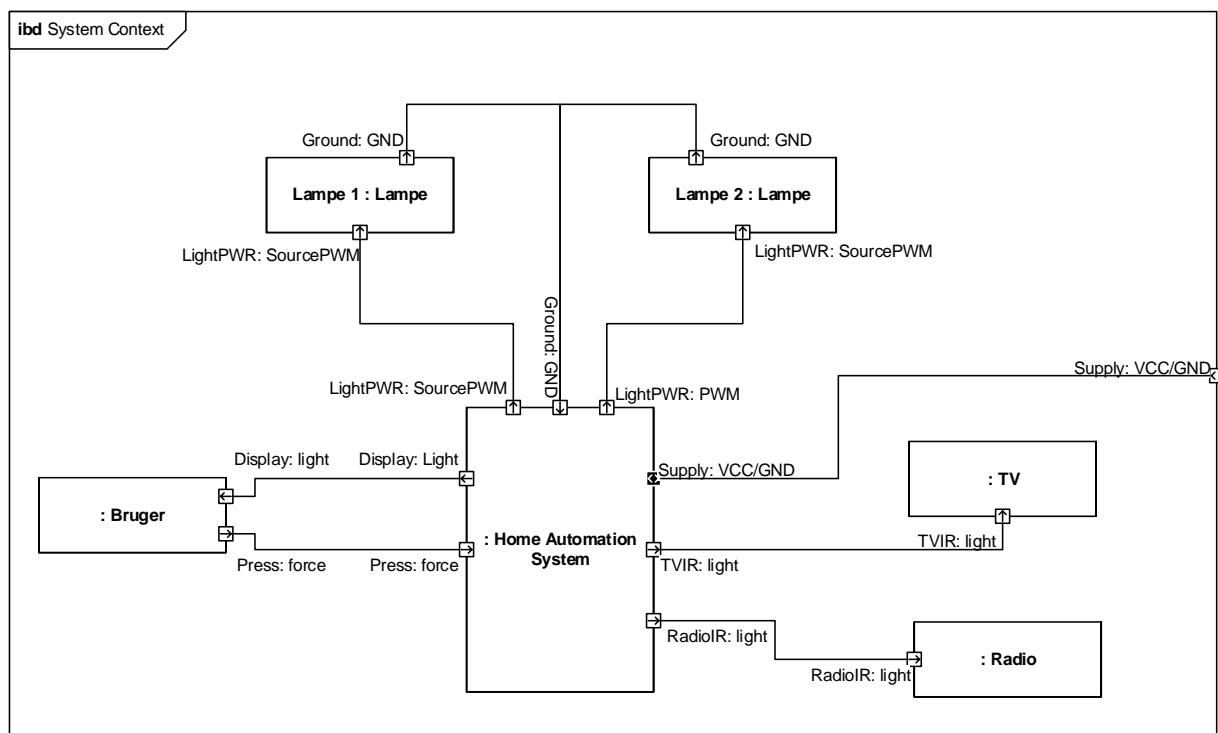 ibd System Context
Ground: GND
Ground: GND
Lampe 1 : Lampe
Lampe 2 : Lampe
LightPWR: SourcePWM
LightPWR: SourcePWM
Ground: GND
Supply: VCC/GND
LightPWR: SourcePWM
LightPWR: PWM
Display: light
Display: Light
Supply: VCC/GND
: TV
: Bruger
: Home Automation
System
TVIR: light
Press: force
Press: force
TVIR: light
RadioIR: light
: Radio
RadioIR: light